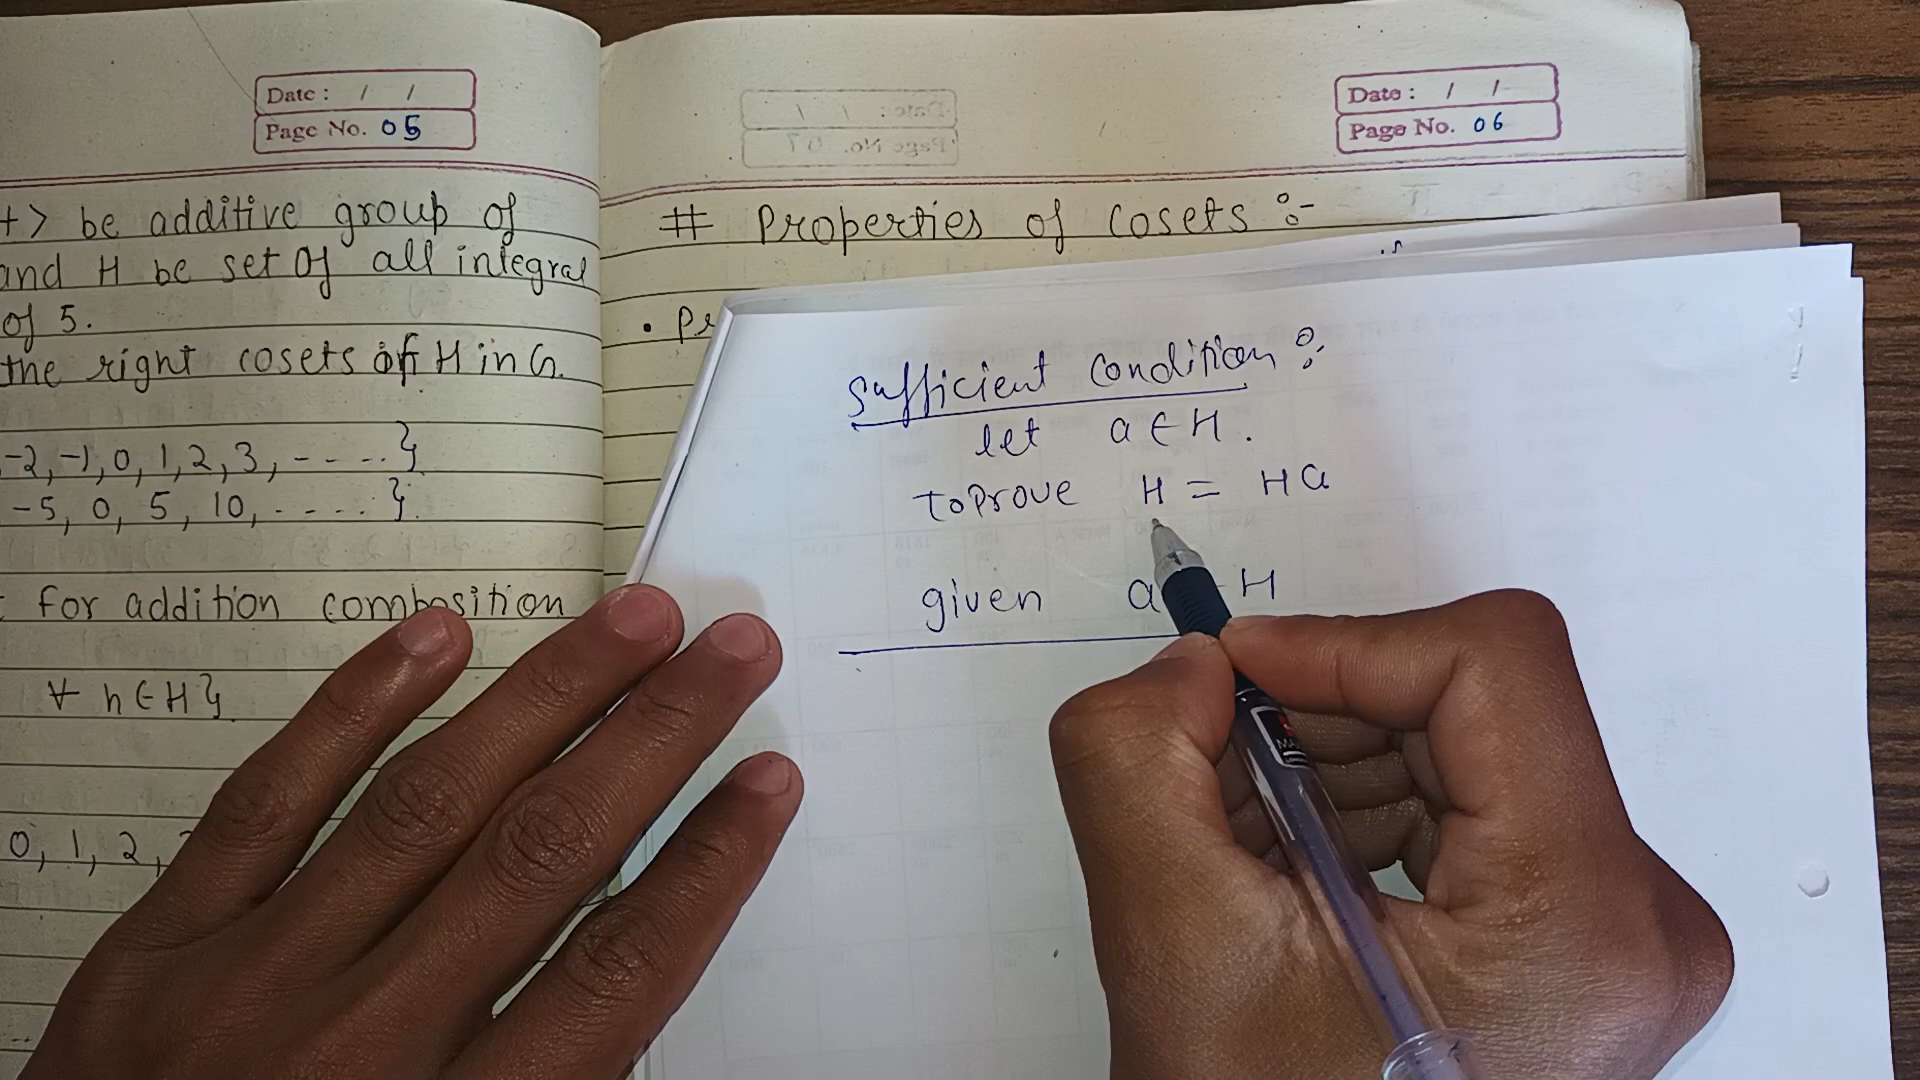 Date : / /
Page No. 05
+> be additive group of
and H be set of all integral
of 5.
the right cosets of H in G.
-2, -1, 0, 1, 2, 3, - - - - }
-5, 0, 5, 10, - - - - }
for addition composition
∀ h ∈ H }
0, 1, 2,
Date : / /
Page No. 06
# Properties of cosets :-
Sufficient Condition :-
let a ∈ H .
To Prove H = Ha
given a H